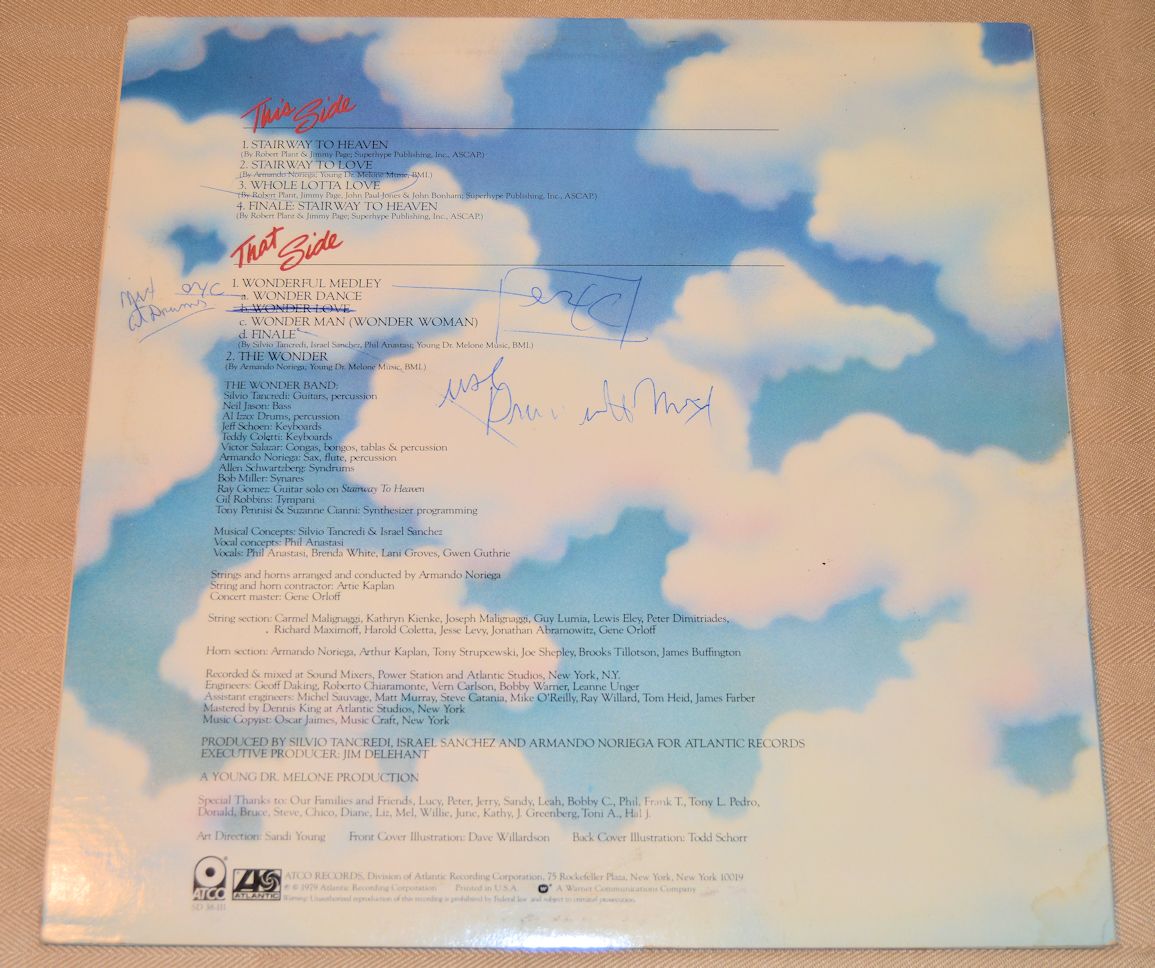 This Side
1. STAIRWAY TO HEAVEN
(By Robert Plant & Jimmy Page; Superhype Publishing, Inc., ASCAP.)
2. STAIRWAY TO LOVE
(By Armando Noriega; Young Dr. Melone Music, BMI.)
3. WHOLE LOTTA LOVE
(By Robert Plant, Jimmy Page, John Paul Jones & John Bonham; Superhype Publishing, Inc., ASCAP.)
4. FINALE: STAIRWAY TO HEAVEN
(By Robert Plant & Jimmy Page; Superhype Publishing, Inc., ASCAP.)
That Side
1. WONDERFUL MEDLEY
a. WONDER DANCE
b. WONDER LOVE
c. WONDER MAN (WONDER WOMAN)
d. FINALE
(By Silvio Tancredi, Israel Sanchez, Phil Anastasi; Young Dr. Melone Music, BMI.)
2. THE WONDER
(By Armando Noriega, Young Dr. Melone Music, BMI.)
THE WONDER BAND:
Silvio Tancredi: Guitars, percussion
Neil Jason: Bass
Al Izzo: Drums, percussion
Jeff Schoen: Keyboards
Teddy Coletti: Keyboards
Victor Salazar: Congas, bongos, tablas & percussion
Armando Noriega: Sax, flute, percussion
Allen Schwartzberg: Syndrums
Bob Miller: Synares
Ray Gomez: Guitar solo on Stairway To Heaven
Gil Robbins: Tympani
Tony Pennisi & Suzanne Cianni: Synthesizer programming
Musical Concepts: Silvio Tancredi & Israel Sanchez
Vocal concepts: Phil Anastasi
Vocals: Phil Anastasi, Brenda White, Lani Groves, Gwen Guthrie
Strings and horns arranged and conducted by Armando Noriega
String and horn contractor: Artie Kaplan
Concert master: Gene Orloff
String section: Carmel Malignaggi, Kathryn Kienke, Joseph Malignaggi, Guy Lumia, Lewis Eley, Peter Dimitriades,
Richard Maximoff, Harold Coletta, Jesse Levy, Jonathan Abramowitz, Gene Orloff
Horn section: Armando Noriega, Arthur Kaplan, Tony Strupcewski, Joe Shepley, Brooks Tillotson, James Buffington
Recorded & mixed at Sound Mixers, Power Station and Atlantic Studios, New York, N.Y.
Engineers: Geoff Daking, Roberto Chiaramonte, Vern Carlson, Bobby Warner, Leanne Unger
Assistant engineers: Michel Sauvage, Matt Murray, Steve Catania, Mike O'Reilly, Ray Willard, Tom Heid, James Farber
Mastered by Dennis King at Atlantic Studios, New York
Music Copyist: Oscar Jaimes, Music Craft, New York
PRODUCED BY SILVIO TANCREDI, ISRAEL SANCHEZ AND ARMANDO NORIEGA FOR ATLANTIC RECORDS
EXECUTIVE PRODUCER: JIM DELEHANT
A YOUNG DR. MELONE PRODUCTION
Special Thanks to: Our Families and Friends, Lucy, Peter, Jerry, Sandy, Leah, Bobby C., Phil, Frank T., Tony L. Pedro,
Donald, Bruce, Steve, Chico, Diane, Liz, Mel, Willie, June, Kathy, J. Greenberg, Toni A., Hal J.
Art Direction: Sandi Young Front Cover Illustration: Dave Willardson Back Cover Illustration: Todd Schorr
ATCO
ATLANTIC
ATCO RECORDS, Division of Atlantic Recording Corporation, 75 Rockefeller Plaza, New York, New York 10019
℗ © 1979 Atlantic Recording Corporation Printed in U.S.A. A Warner Communications Company
Warning: Unauthorized reproduction of this recording is prohibited by Federal law and subject to criminal prosecution.
SD 38-111